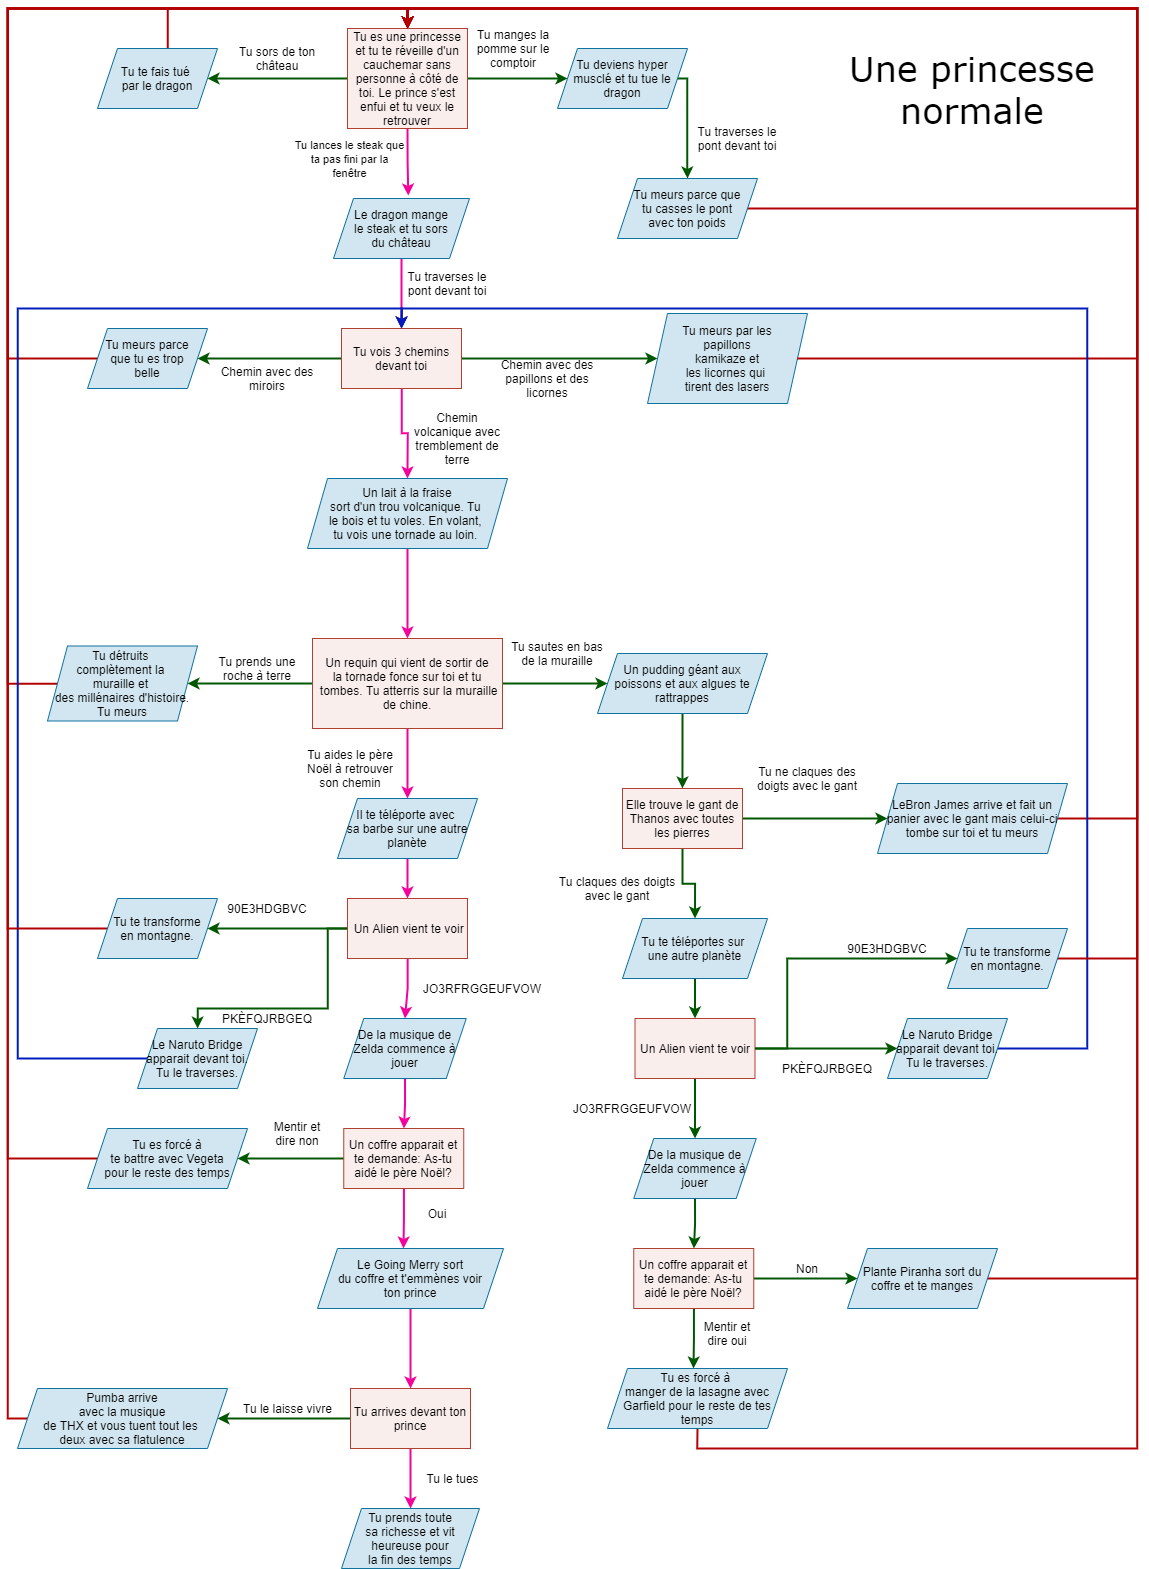 Une princesse
normale
Tu es une princesse
et tu te réveille d'un
cauchemar sans
personne à côté de
toi. Le prince s'est
enfui et tu veux le
retrouver
Tu sors de ton
château
Tu te fais tué
par le dragon
Tu manges la
pomme sur le
comptoir
Tu deviens hyper
musclé et tu tue le
dragon
Tu traverses le
pont devant toi
Tu meurs parce que
tu casses le pont
avec ton poids
Tu lances le steak que
ta pas fini par la
fenêtre
Le dragon mange
le steak et tu sors
du château
Tu traverses le
pont devant toi
Tu vois 3 chemins
devant toi
Chemin avec des
miroirs
Tu meurs parce
que tu es trop
belle
Chemin avec des
papillons et des
licornes
Tu meurs par les
papillons
kamikaze et
les licornes qui
tirent des lasers
Chemin
volcanique avec
tremblement de
terre
Un lait à la fraise
sort d'un trou volcanique. Tu
le bois et tu voles. En volant,
tu vois une tornade au loin.
Un requin qui vient de sortir de
la tornade fonce sur toi et tu
tombes. Tu atterris sur la muraille
de chine.
Tu prends une
roche à terre
Tu détruits
complètement la
muraille et
des millénaires d'histoire.
Tu meurs
Tu sautes en bas
de la muraille
Un pudding géant aux
poissons et aux algues te
rattrappes
Tu aides le père
Noël à retrouver
son chemin
Il te téléporte avec
sa barbe sur une autre
planète
Elle trouve le gant de
Thanos avec toutes
les pierres
Tu ne claques des
doigts avec le gant
LeBron James arrive et fait un
panier avec le gant mais celui-ci
tombe sur toi et tu meurs
Tu claques des doigts
avec le gant
Tu te téléportes sur
une autre planète
Un Alien vient te voir
90E3HDGBVC
Tu te transforme
en montagne.
PKÈFQJRBGEQ
Le Naruto Bridge
apparait devant toi.
Tu le traverses.
JO3RFRGGEUFVOW
De la musique de
Zelda commence à
jouer
Un Alien vient te voir
90E3HDGBVC
Tu te transforme
en montagne.
PKÈFQJRBGEQ
Le Naruto Bridge
apparait devant toi.
Tu le traverses.
JO3RFRGGEUFVOW
De la musique de
Zelda commence à
jouer
Un coffre apparait et
te demande: As-tu
aidé le père Noël?
Mentir et
dire non
Tu es forcé à
te battre avec Vegeta
pour le reste des temps
Oui
Le Going Merry sort
du coffre et t'emmènes voir
ton prince
Un coffre apparait et
te demande: As-tu
aidé le père Noël?
Non
Plante Piranha sort du
coffre et te manges
Mentir et
dire oui
Tu es forcé à
manger de la lasagne avec
Garfield pour le reste de tes
temps
Tu arrives devant ton
prince
Tu le laisse vivre
Pumba arrive
avec la musique
de THX et vous tuent tout les
deux avec sa flatulence
Tu le tues
Tu prends toute
sa richesse et vit
heureuse pour
la fin des temps